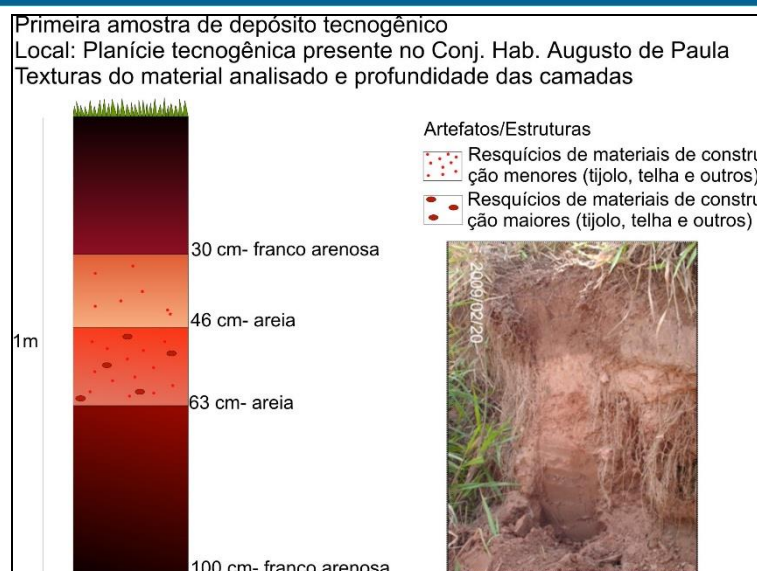 Primeira amostra de depósito tecnogênico
Local: Planície tecnogênica presente no Conj. Hab. Augusto de Paula
Texturas do material analisado e profundidade das camadas
Artefatos/Estruturas
Resquícios de materiais de constru
ção menores (tijolo, telha e outros)
Resquícios de materiais de constru
ção maiores (tijolo, telha e outros)
30 cm- franco arenosa
46 cm- areia
1m
63 cm- areia
100 cm- franco arenosa
2009/02/20